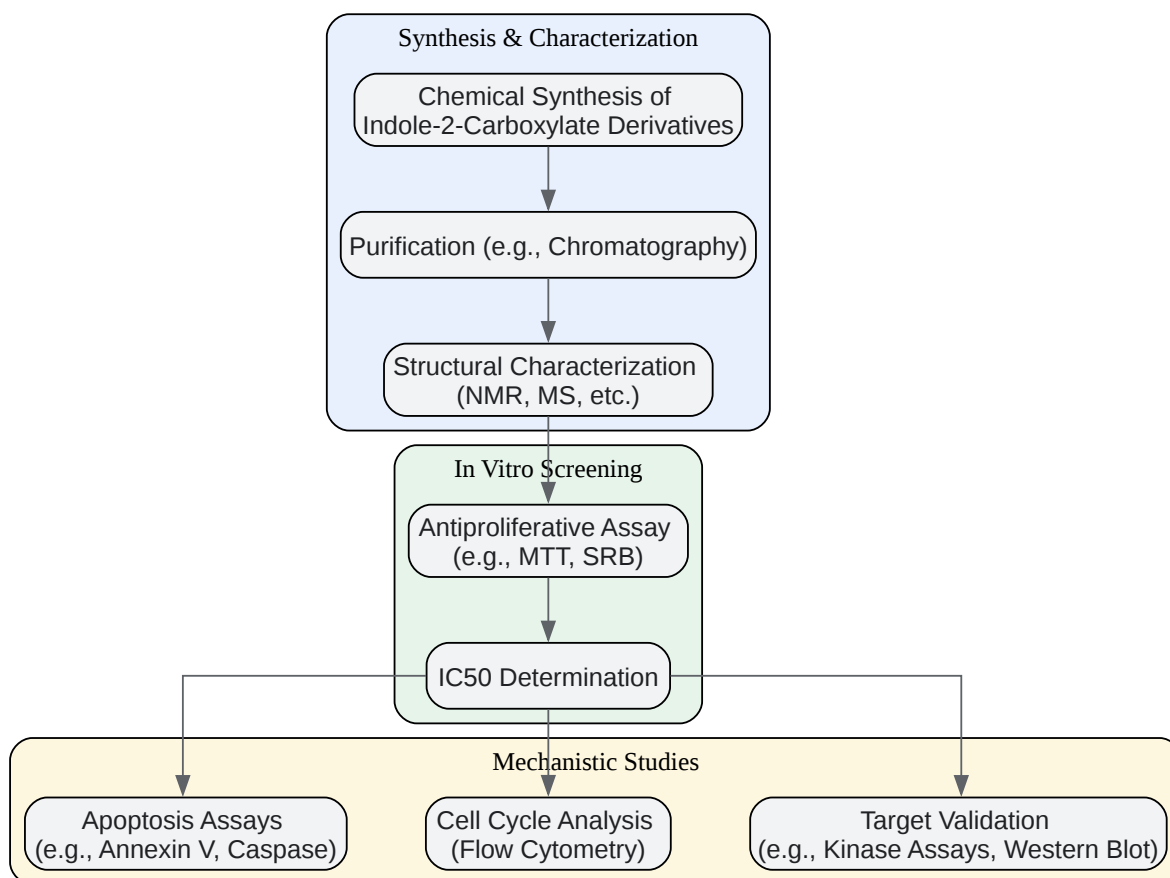 Synthesis & Characterization
Chemical Synthesis of
Indole-2-Carboxylate Derivatives
Purification (e.g., Chromatography)
Structural Characterization
(NMR, MS, etc.)
In Vitro Screening
Antiproliferative Assay
(e.g., MTT, SRB)
IC50 Determination
Mechanistic Studies
Apoptosis Assays
(e.g., Annexin V, Caspase)
Cell Cycle Analysis
(Flow Cytometry)
Target Validation
(e.g., Kinase Assays, Western Blot)